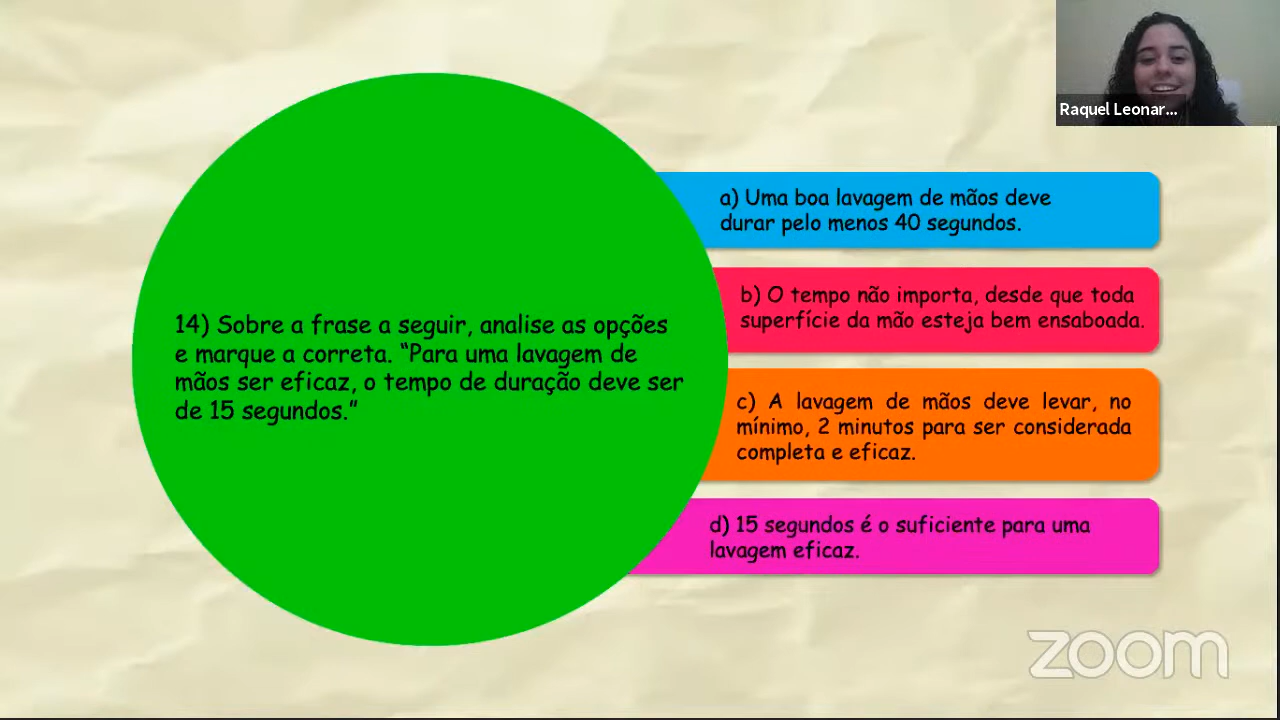 Raquel Leonar...
14) Sobre a frase a seguir, analise as opções
e marque a correta. “Para uma lavagem de
mãos ser eficaz, o tempo de duração deve ser
de 15 segundos.”
a) Uma boa lavagem de mãos deve
durar pelo menos 40 segundos.
b) O tempo não importa, desde que toda
superfície da mão esteja bem ensaboada.
c) A lavagem de mãos deve levar, no
mínimo, 2 minutos para ser considerada
completa e eficaz.
d) 15 segundos é o suficiente para uma
lavagem eficaz.
zoom